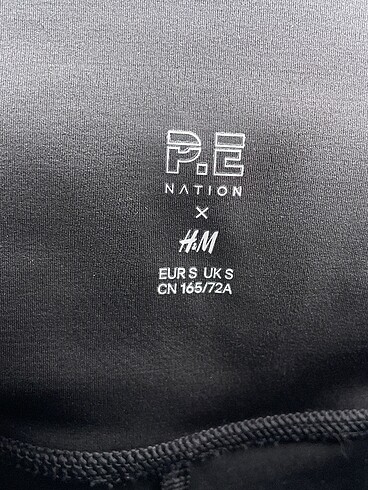 P.E
NATION
X
H&M
EUR S UK S
CN 165/72A